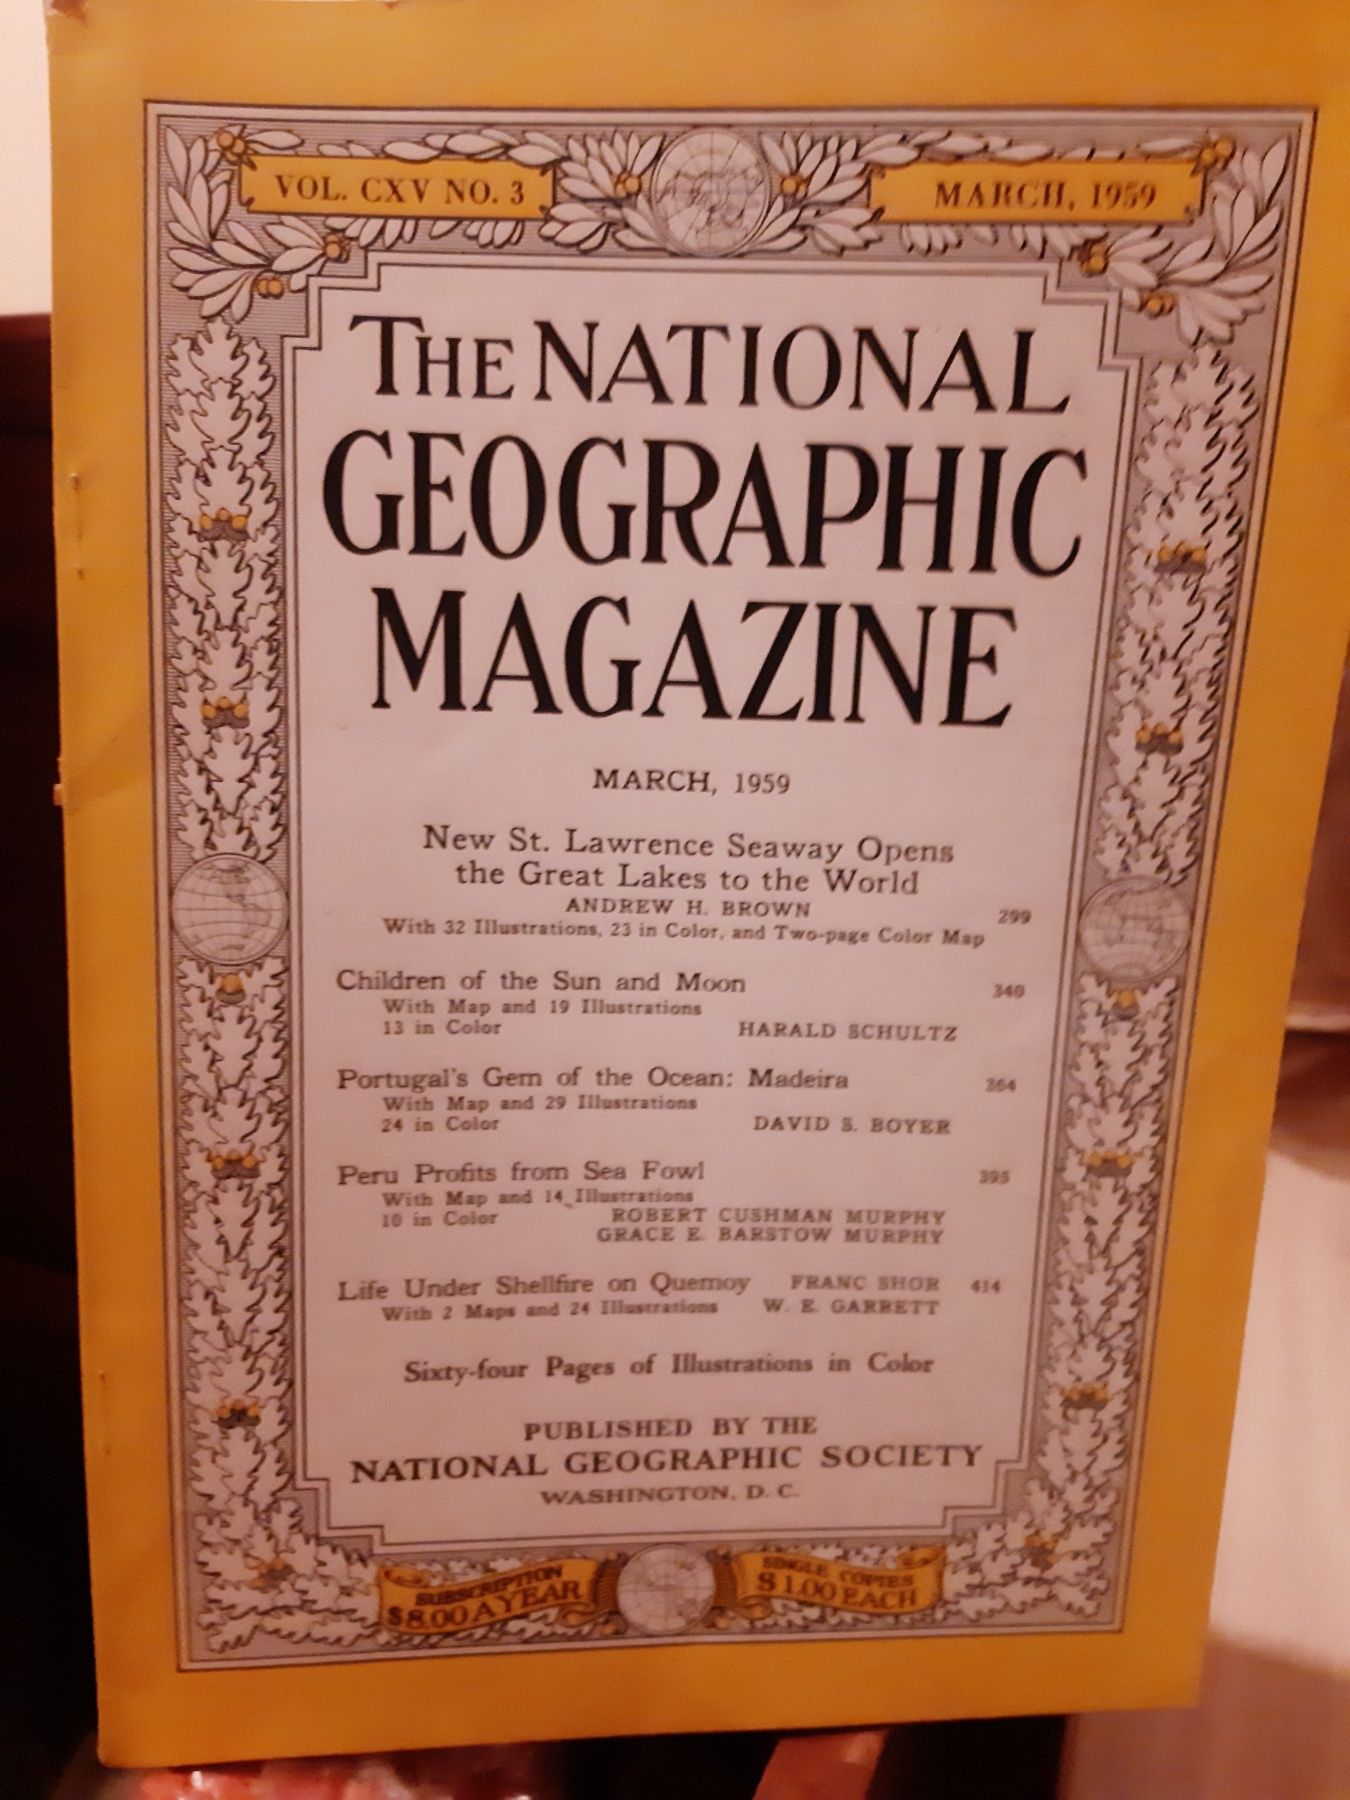 VOL. CXV NO. 3
MARCH, 1959
THE NATIONAL
GEOGRAPHIC
MAGAZINE
MARCH, 1959
New St. Lawrence Seaway Opens
the Great Lakes to the World
ANDREW H. BROWN 299
With 32 Illustrations, 23 in Color, and Two-page Color Map
Children of the Sun and Moon 340
With Map and 19 Illustrations
13 in Color HARALD SCHULTZ
Portugal's Gem of the Ocean: Madeira 364
With Map and 29 Illustrations
24 in Color DAVID S. BOYER
Peru Profits from Sea Fowl 395
With Map and 14 Illustrations
10 in Color ROBERT CUSHMAN MURPHY
GRACE E. BARSTOW MURPHY
Life Under Shellfire on Quemoy FRANC SHOR 414
With 2 Maps and 24 Illustrations W. E. GARRETT
Sixty-four Pages of Illustrations in Color
PUBLISHED BY THE
NATIONAL GEOGRAPHIC SOCIETY
WASHINGTON, D. C.
SUBSCRIPTION
$8.00 A YEAR
SINGLE COPIES
$1.00 EACH